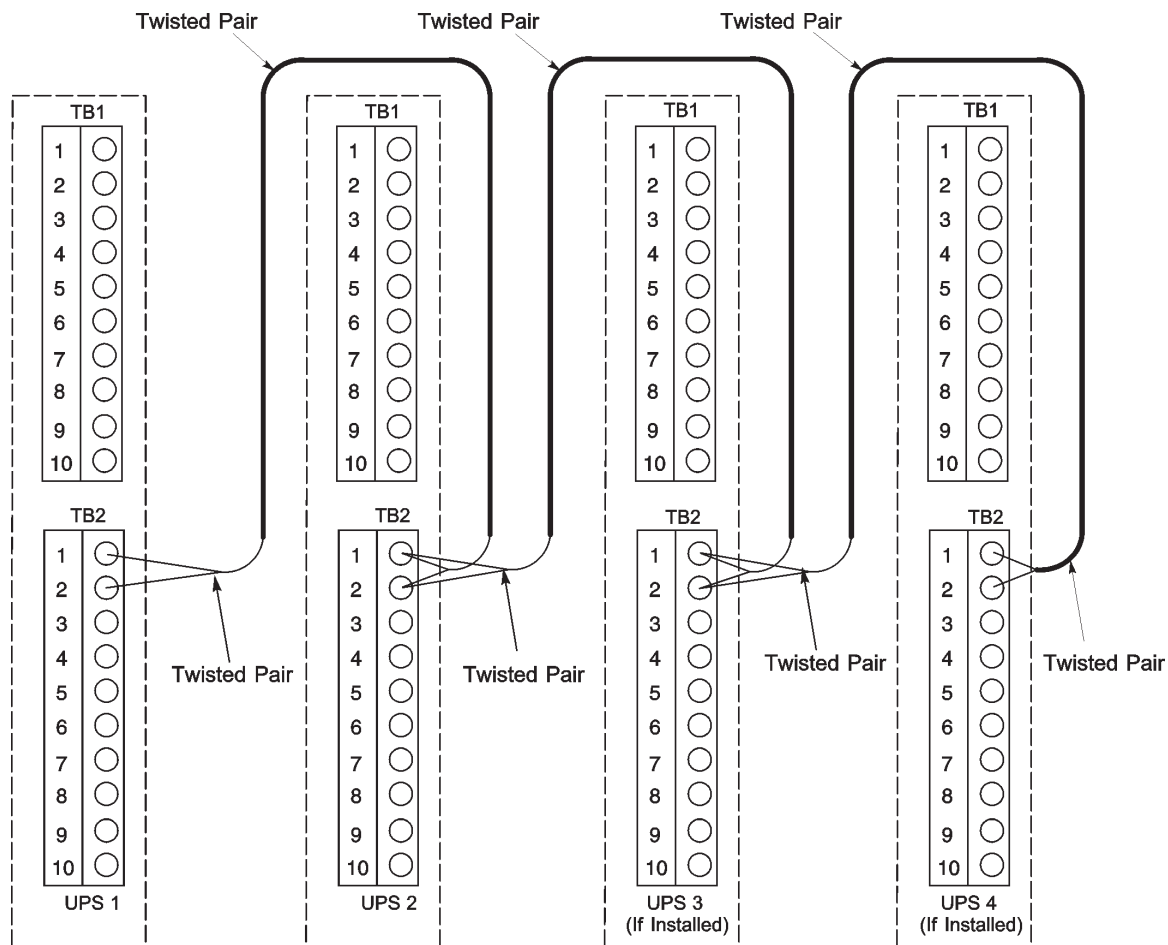 Twisted Pair Twisted Pair Twisted Pair
TB1 TB1 TB1 TB1
1 1 1 1
2 2 2 2
3 3 3 3
4 4 4 4
5 5 5 5
6 6 6 6
7 7 7 7
8 8 8 8
9 9 9 9
10 10 10 10
TB2 TB2 TB2 TB2
1 1 1 1
2 2 2 2
3 3 3 3
4 4 4 4
Twisted Pair Twisted Pair Twisted Pair Twisted Pair
5 5 5 5
6 6 6 6
7 7 7 7
8 8 8 8
9 9 9 9
10 10 10 10
UPS 1 UPS 2 UPS 3 UPS 4
(If Installed) (If Installed)